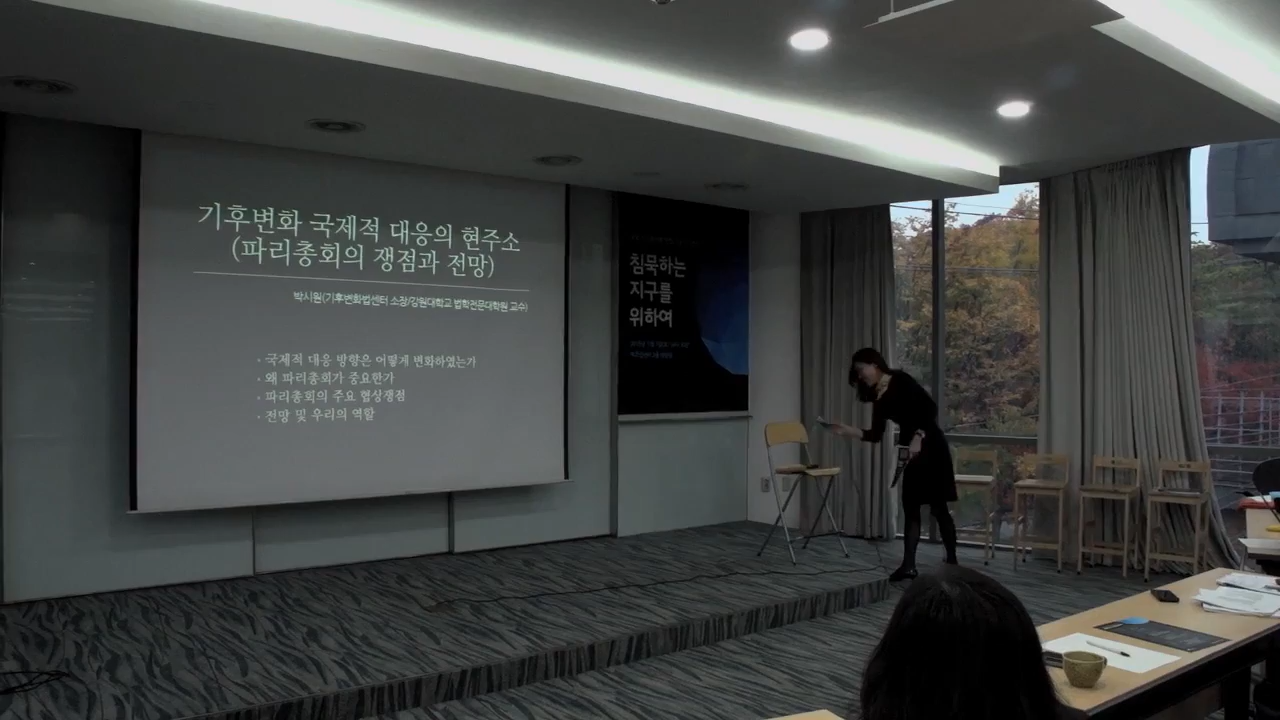 기후변화 국제적 대응의 현주소
(파리총회의 쟁점과 전망)
박시원(기후변화법센터 소장/강원대학교 법학전문대학원 교수)
· 국제적 대응 방향은 어떻게 변화하였는가
· 왜 파리총회가 중요한가
· 파리총회의 주요 협상쟁점
· 전망 및 우리의 역할
침묵하는
지구를
위하여